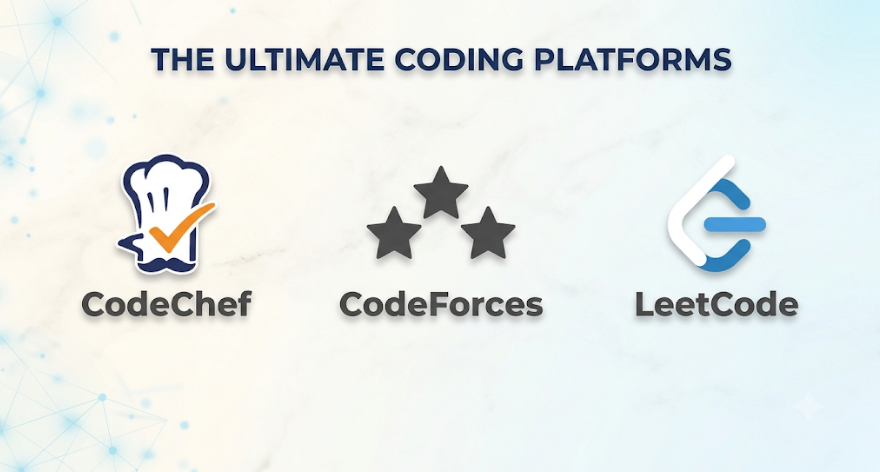 THE ULTIMATE CODING PLATFORMS
CodeChef
CodeForces
LeetCode